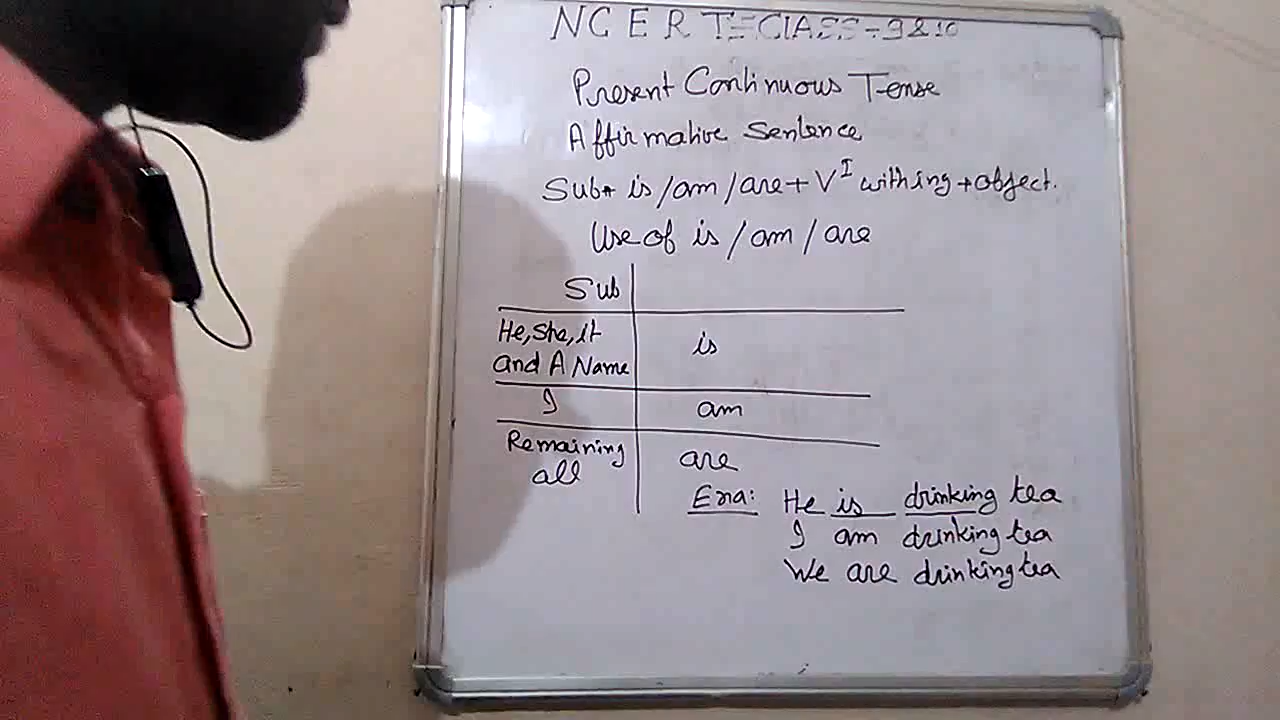 NCERT CLASS - 9 & 10
Present Continuous Tense
Affirmative Sentence
Sub + is / am / are + V I with ing + object.
Use of is / am / are
Sub
He, She, it
and A Name
is
I
am
Remaining
all
are
Exa: He is drinking tea
I am drinking tea
We are drinking tea